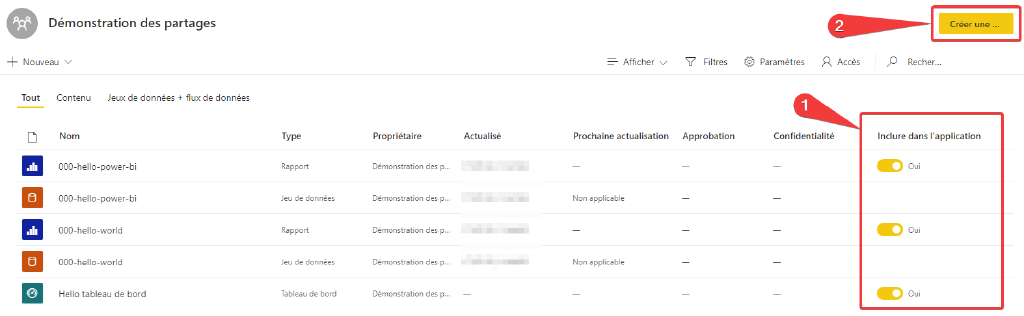 Démonstration des partages
2
Créer une ...
Nouveau
Afficher
Filtres
Paramètres
Accès
Recher...
Tout Contenu Jeux de données + flux de données
1
Nom Type Propriétaire Actualisé Prochaine actualisation Approbation Confidentialité Inclure dans l'application
000-hello-power-bi Rapport Démonstration des p... — — — Oui
000-hello-power-bi Jeu de données Démonstration des p... Non applicable — —
000-hello-world Rapport Démonstration des p... — — — Oui
000-hello-world Jeu de données Démonstration des p... Non applicable — —
Hello tableau de bord Tableau de bord Démonstration des p... — — — — Oui